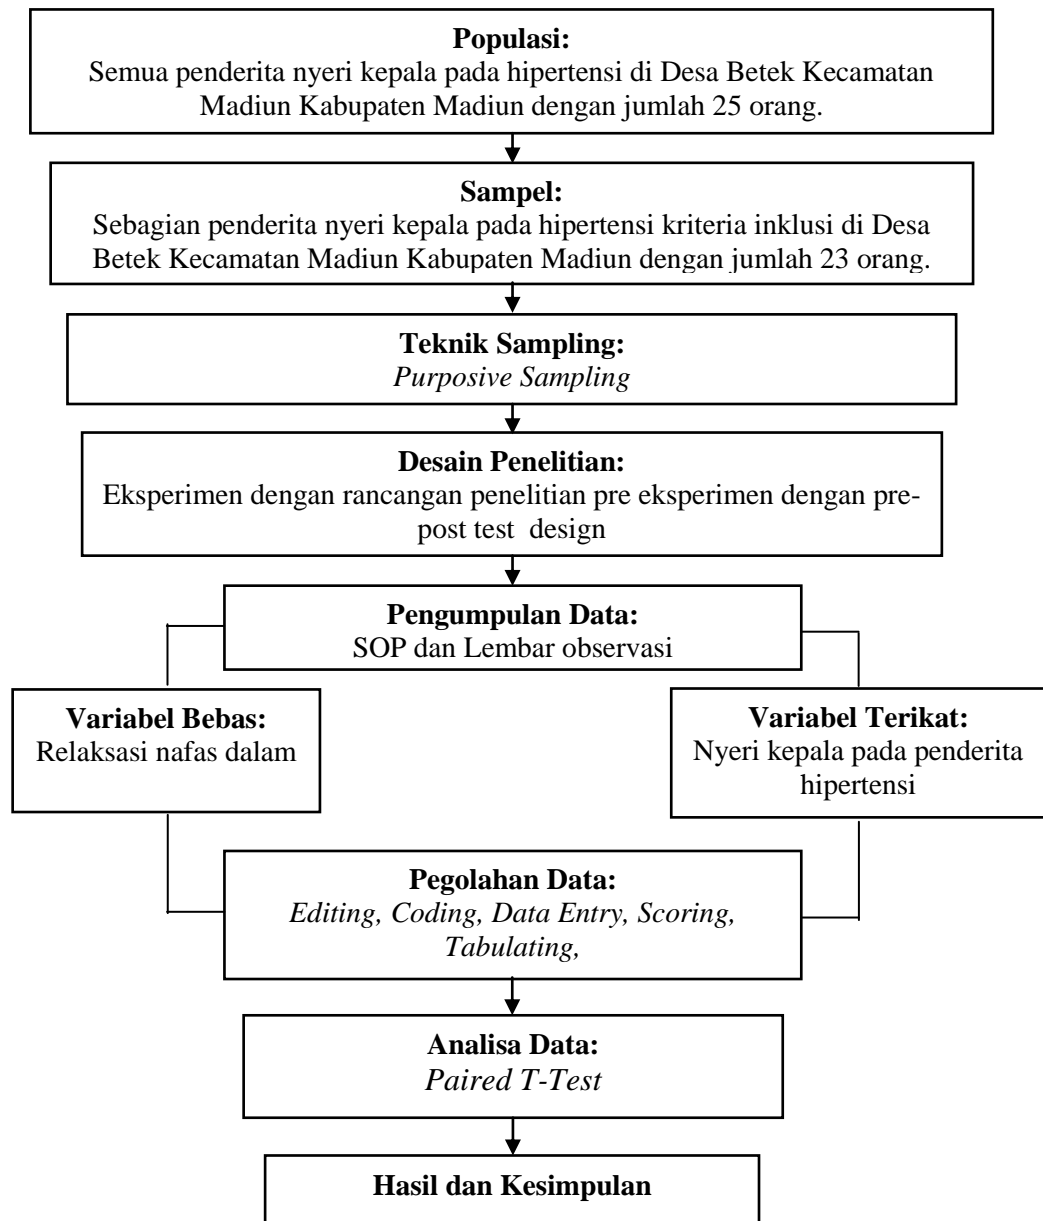 Populasi:
Semua penderita nyeri kepala pada hipertensi di Desa Betek Kecamatan
Madiun Kabupaten Madiun dengan jumlah 25 orang.
Sampel:
Sebagian penderita nyeri kepala pada hipertensi kriteria inklusi di Desa
Betek Kecamatan Madiun Kabupaten Madiun dengan jumlah 23 orang.
Teknik Sampling:
Purposive Sampling
Desain Penelitian:
Eksperimen dengan rancangan penelitian pre eksperimen dengan pre-
post test design
Pengumpulan Data:
SOP dan Lembar observasi
Variabel Bebas:
Relaksasi nafas dalam
Variabel Terikat:
Nyeri kepala pada penderita
hipertensi
Pegolahan Data:
Editing, Coding, Data Entry, Scoring,
Tabulating,
Analisa Data:
Paired T-Test
Hasil dan Kesimpulan